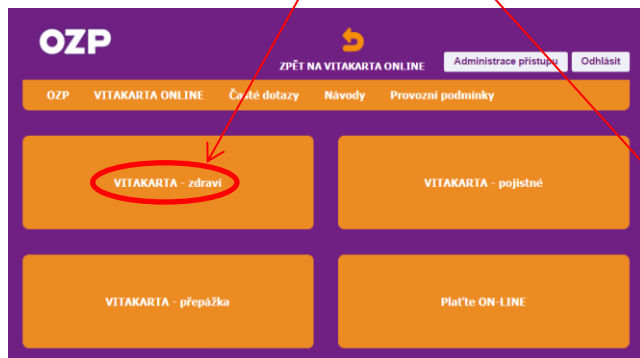 OZP
ZPĚT NA VITAKARTA ONLINE
Administrace přístupu
Odhlásit
OZP VITAKARTA ONLINE Časté dotazy Návody Provozní podmínky
VITAKARTA - zdraví
VITAKARTA - pojistné
VITAKARTA - přepážka
Plaťte ON-LINE